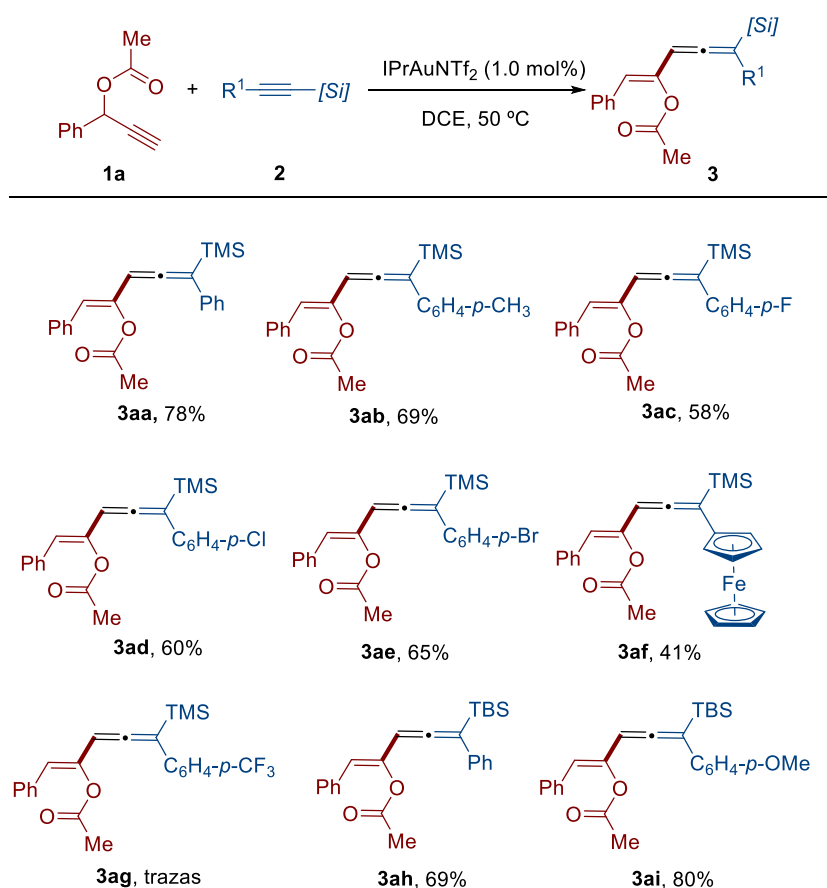 Me
O
O
Ph
1a
+
R¹
[Si]
2
IPrAuNTf₂ (1.0 mol%)
DCE, 50 ºC
[Si]
R¹
Ph
O
O
Me
3
TMS
Ph
Ph
O
O
Me
3aa, 78%
TMS
C₆H₄-p-CH₃
Ph
O
O
Me
3ab, 69%
TMS
C₆H₄-p-F
Ph
O
O
Me
3ac, 58%
TMS
C₆H₄-p-Cl
Ph
O
O
Me
3ad, 60%
TMS
C₆H₄-p-Br
Ph
O
O
Me
3ae, 65%
TMS
Fe
Ph
O
O
Me
3af, 41%
TMS
C₆H₄-p-CF₃
Ph
O
O
Me
3ag, trazas
TBS
Ph
Ph
O
O
Me
3ah, 69%
TBS
C₆H₄-p-OMe
Ph
O
O
Me
3ai, 80%